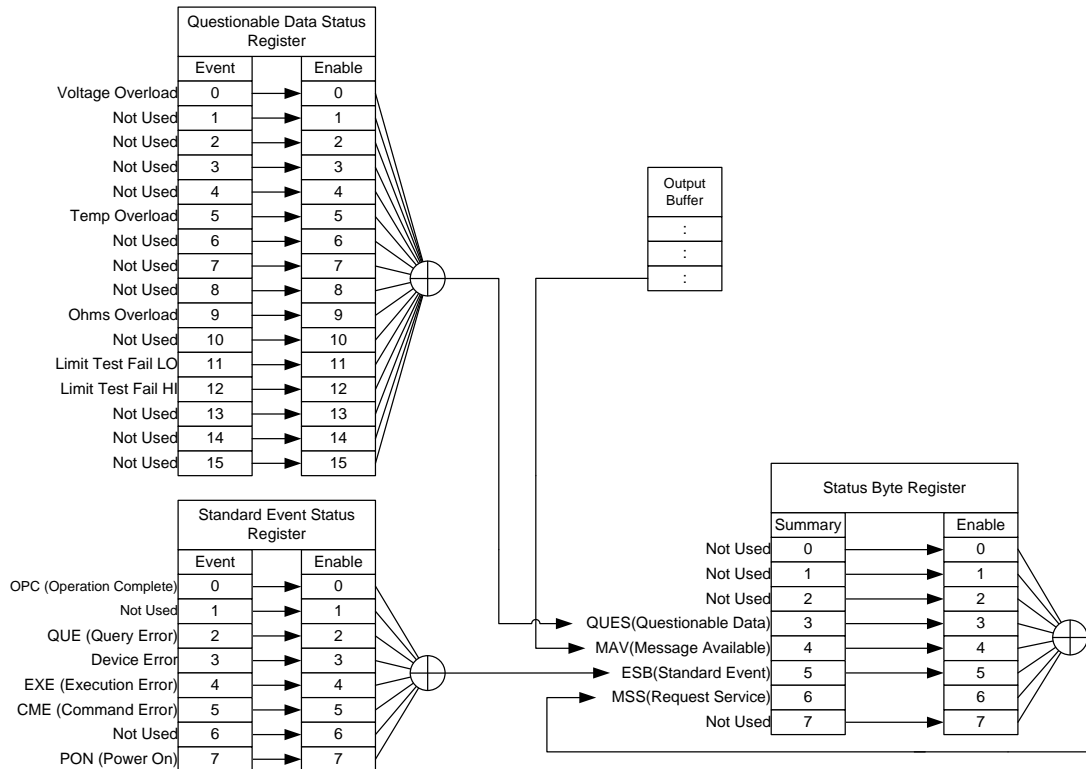 Questionable Data Status
Register
Event Enable
Voltage Overload 0 0
Not Used 1 1
Not Used 2 2
Not Used 3 3
Not Used 4 4
Temp Overload 5 5
Not Used 6 6
Not Used 7 7
Not Used 8 8
Ohms Overload 9 9
Not Used 10 10
Limit Test Fail LO 11 11
Limit Test Fail HI 12 12
Not Used 13 13
Not Used 14 14
Not Used 15 15
Output
Buffer
:
:
:
Standard Event Status
Register
Event Enable
OPC (Operation Complete) 0 0
Not Used 1 1
QUE (Query Error) 2 2
Device Error 3 3
EXE (Execution Error) 4 4
CME (Command Error) 5 5
Not Used 6 6
PON (Power On) 7 7
Status Byte Register
Summary Enable
Not Used 0 0
Not Used 1 1
Not Used 2 2
QUES(Questionable Data) 3 3
MAV(Message Available) 4 4
ESB(Standard Event) 5 5
MSS(Request Service) 6 6
Not Used 7 7